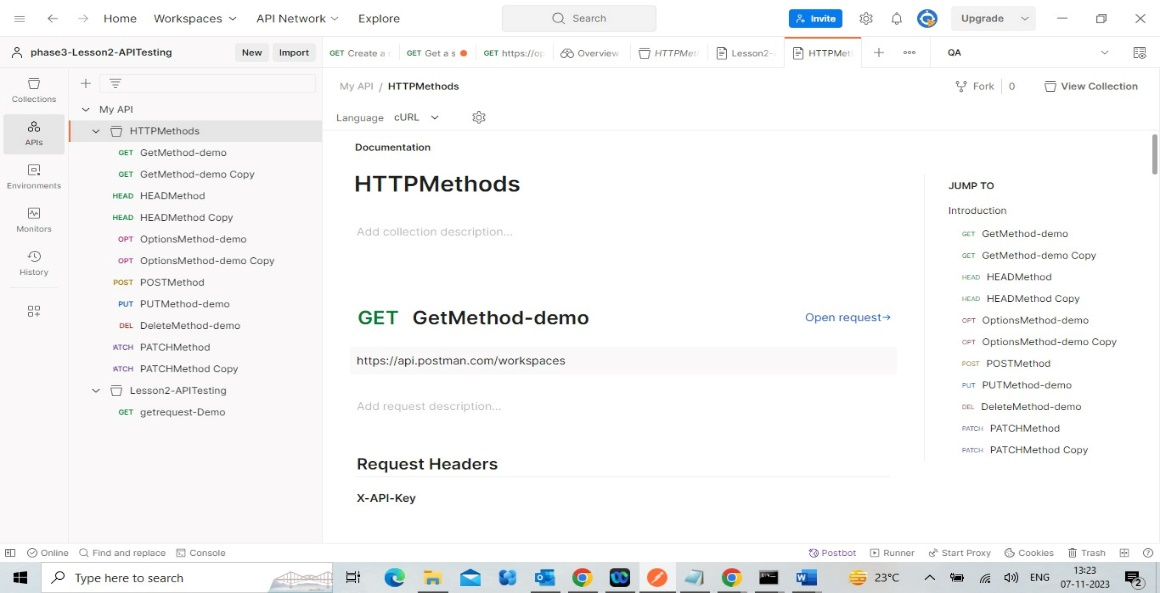 Home Workspaces API Network Explore Search Invite Upgrade
phase3-Lesson2-APITesting New Import GET Create a GET Get a s GET https://op Overview HTTPMet Lesson2- HTTPMet QA
Collections
APIs
Environments
Monitors
History
My API
HTTPMethods
GET GetMethod-demo
GET GetMethod-demo Copy
HEAD HEADMethod
HEAD HEADMethod Copy
OPT OptionsMethod-demo
OPT OptionsMethod-demo Copy
POST POSTMethod
PUT PUTMethod-demo
DEL DeleteMethod-demo
ATCH PATCHMethod
ATCH PATCHMethod Copy
Lesson2-APITesting
GET getrequest-Demo
My API / HTTPMethods Fork 0 View Collection
Language cURL
Documentation
HTTPMethods
Add collection description...
GET GetMethod-demo Open request→
https://api.postman.com/workspaces
Add request description...
Request Headers
X-API-Key
JUMP TO
Introduction
GET GetMethod-demo
GET GetMethod-demo Copy
HEAD HEADMethod
HEAD HEADMethod Copy
OPT OptionsMethod-demo
OPT OptionsMethod-demo Copy
POST POSTMethod
PUT PUTMethod-demo
DEL DeleteMethod-demo
PATCH PATCHMethod
PATCH PATCHMethod Copy
Online Find and replace Console Postbot Runner Start Proxy Cookies Trash
Type here to search 23°C ENG 13:23
07-11-2023 2